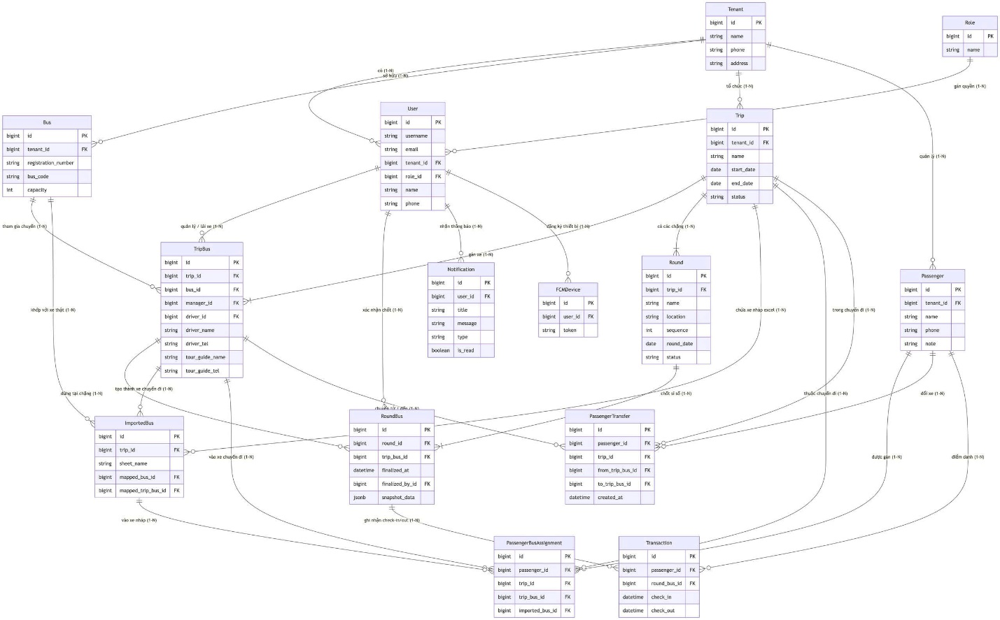 Tenant
bigint id PK
string name
string phone
string address
Role
bigint id PK
string name
có (1-N)
sở hữu (1-N)
tổ chức (1-N)
gán quyền (1-N)
User
bigint id PK
string username
string email
bigint tenant_id FK
bigint role_id FK
string name
string phone
Trip
bigint id PK
bigint tenant_id FK
string name
date start_date
date end_date
string status
Bus
bigint id PK
bigint tenant_id FK
string registration_number
string bus_code
int capacity
quản lý (1-N)
tham gia chuyến (1-N)
quản lý / lái xe (1-N)
nhận thông báo (1-N)
đăng ký thiết bị (1-N)
có các chặng (1-N)
gán xe (1-N)
TripBus
bigint id PK
bigint trip_id FK
bigint bus_id FK
bigint manager_id FK
bigint driver_id FK
string driver_name
string driver_tel
string tour_guide_name
string tour_guide_tel
Notification
bigint id PK
bigint user_id FK
string title
string message
string type
boolean is_read
FCMDevice
bigint id PK
bigint user_id FK
string token
Round
bigint id PK
bigint trip_id FK
string name
string location
int sequence
date round_date
string status
Passenger
bigint id PK
bigint tenant_id FK
string name
string phone
string note
khớp với xe thật (1-N)
xác nhận chốt (1-N)
chứa xe nháp excel (1-N)
trong chuyến đi (1-N)
dừng tại chặng (1-N)
tạo thành xe chuyến đi (1-N)
chuyển từ / đến (1-N)
chốt sĩ số (1-N)
thuộc chuyến đi (1-N)
đổi xe (1-N)
ImportedBus
bigint id PK
bigint trip_id FK
string sheet_name
bigint mapped_bus_id FK
bigint mapped_trip_bus_id FK
RoundBus
bigint id PK
bigint round_id FK
bigint trip_bus_id FK
datetime finalized_at
bigint finalized_by_id FK
jsonb snapshot_data
PassengerTransfer
bigint id PK
bigint passenger_id FK
bigint trip_id FK
bigint from_trip_bus_id FK
bigint to_trip_bus_id FK
datetime created_at
vào xe chuyến đi (1-N)
được gán (1-N)
điểm danh (1-N)
vào xe nháp (1-N)
ghi nhận check-in/out (1-N)
PassengerBusAssignment
bigint id PK
bigint passenger_id FK
bigint trip_id FK
bigint trip_bus_id FK
bigint imported_bus_id FK
Transaction
bigint id PK
bigint passenger_id FK
bigint round_bus_id FK
datetime check_in
datetime check_out